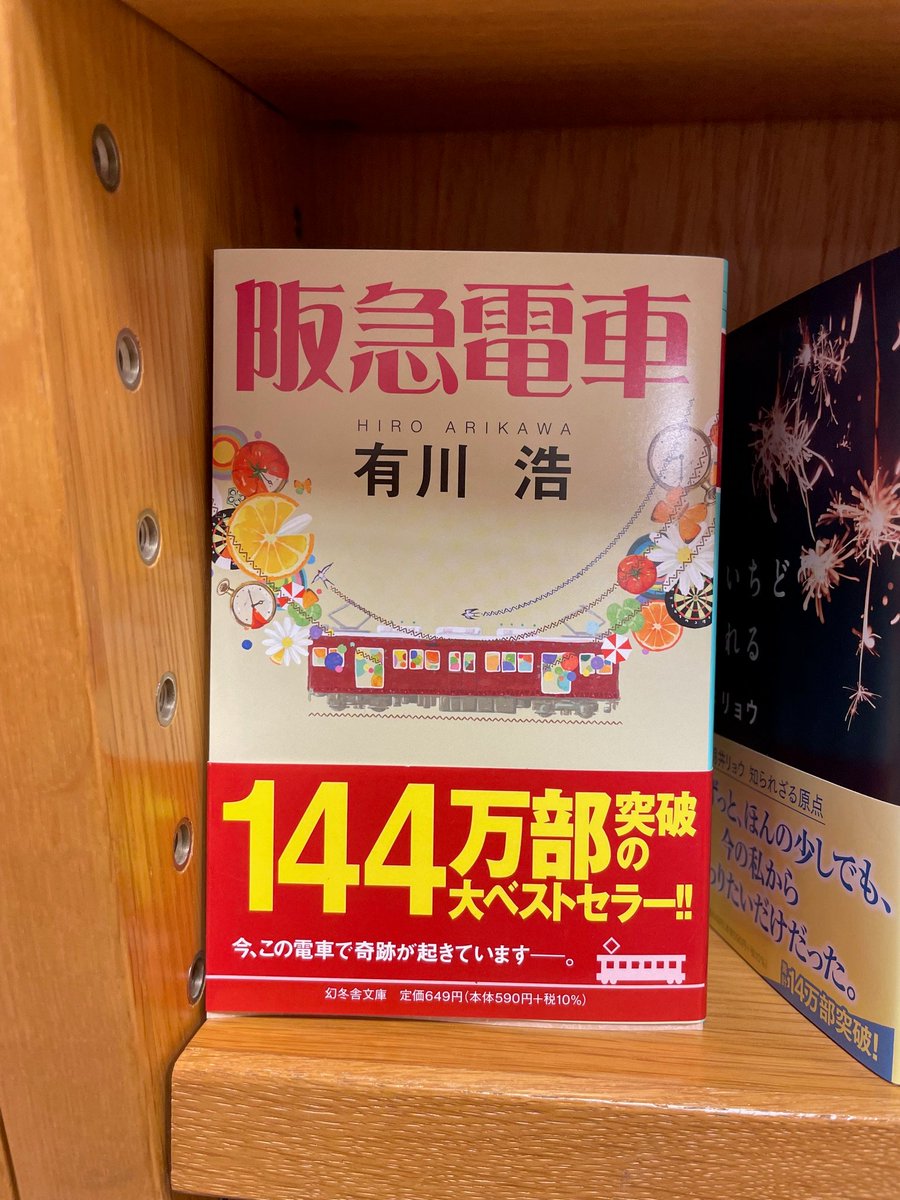 阪急電車
HIRO ARIKAWA
有川 浩
144万部突破の
大ベストセラー!!
今、この電車で奇跡が起きています――。
幻冬舎文庫 定価649円(本体590円+税10%)
いちど
れる
リョウ
井リョウ 知られざる原点
っと、ほんの少しでも、
今の私から
わりたいだけだった。
14万部突破!